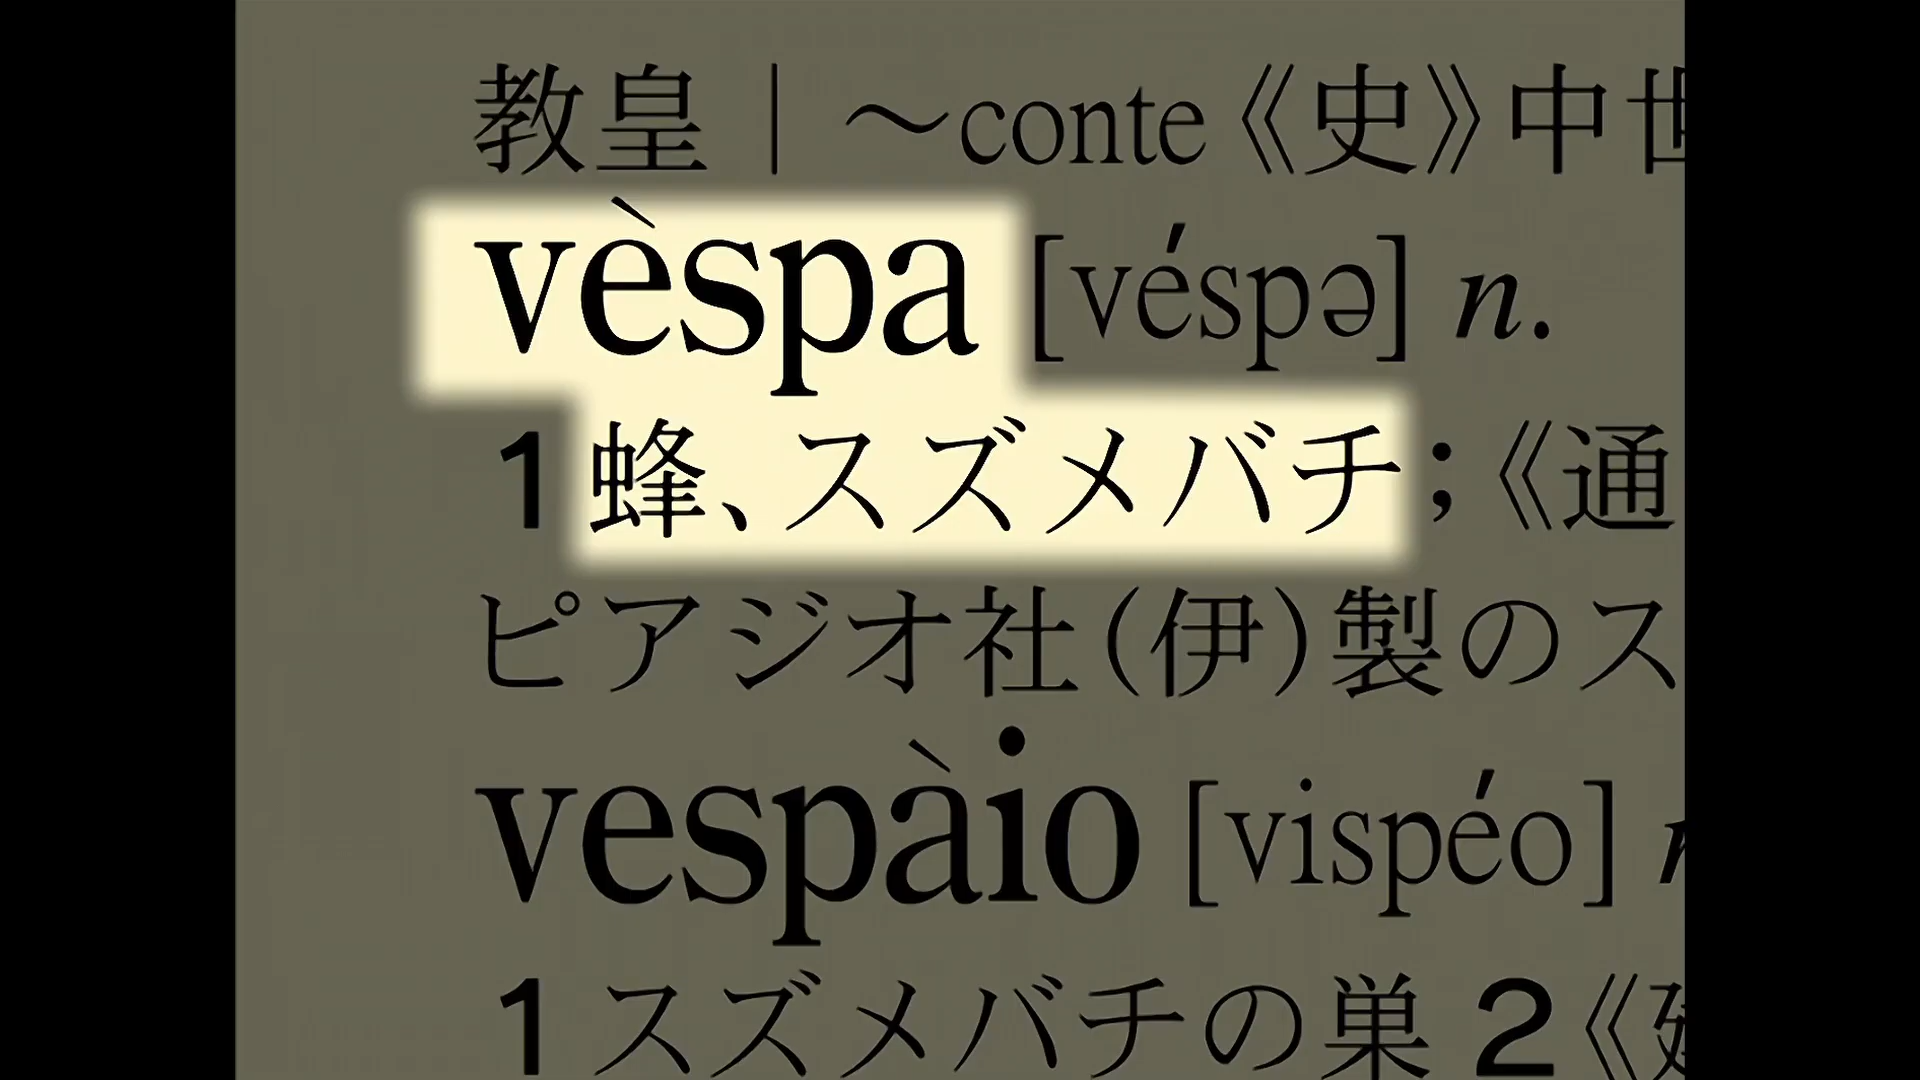 教皇｜～conte《史》中世
vèspa [véspə] n.
1 蜂、スズメバチ；《通
ピアジオ社（伊）製のス
vespàio [vispéo]
1 スズメバチの巣 2《